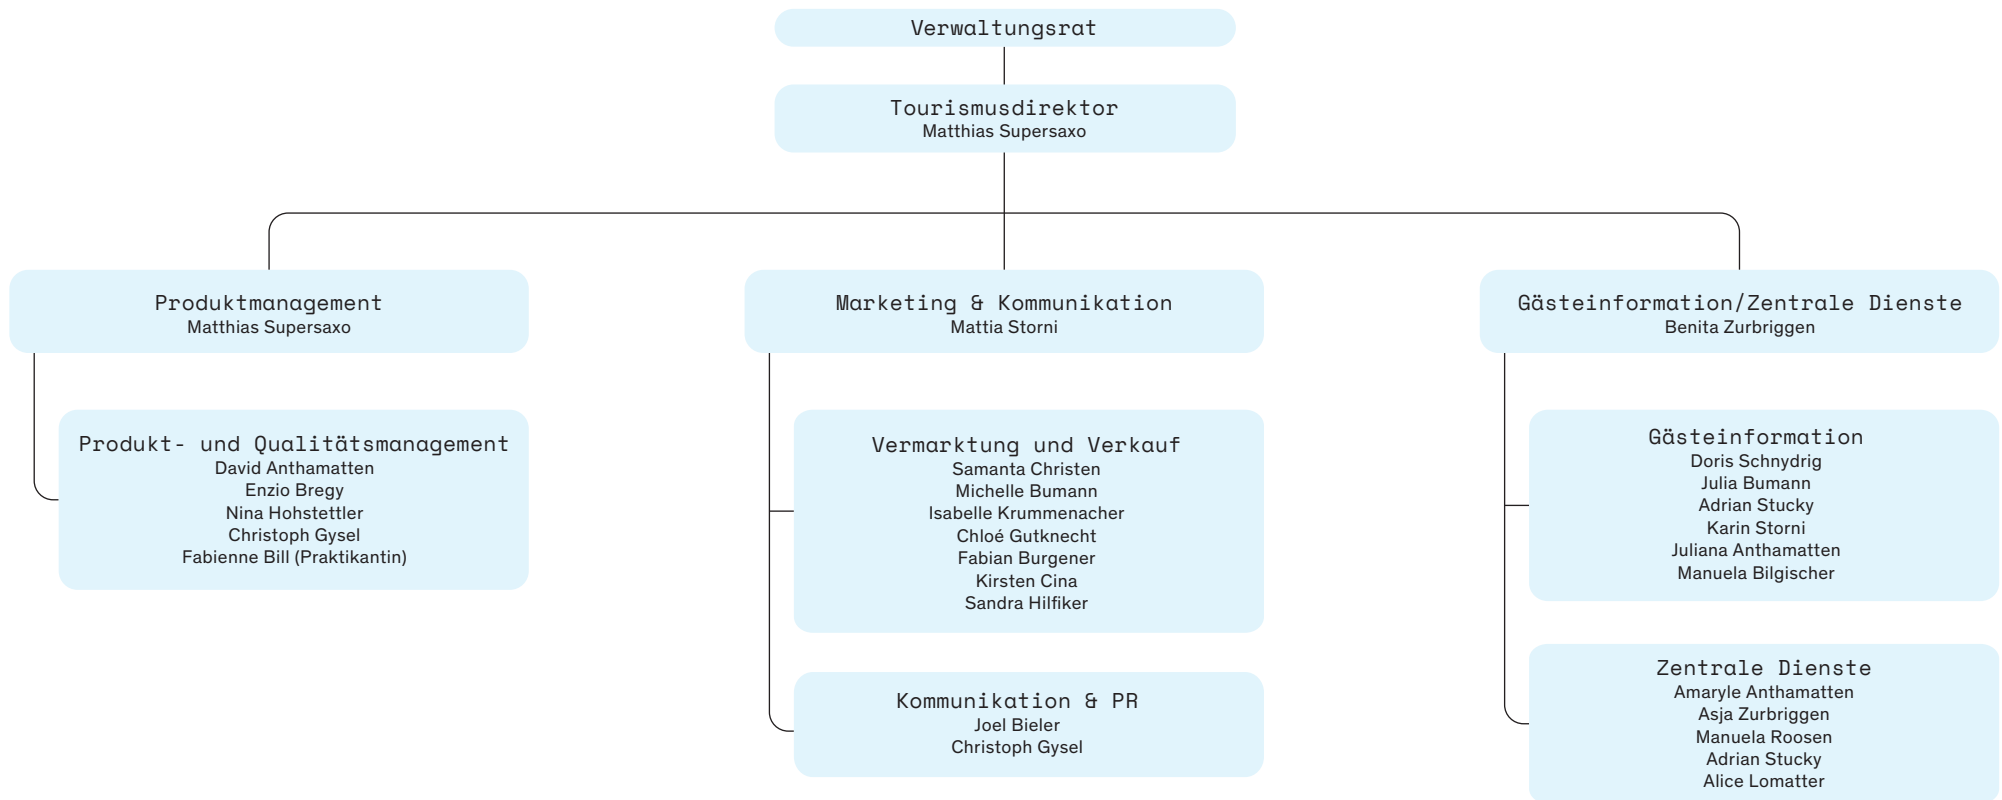 Verwaltungsrat
Tourismusdirektor
Matthias Supersaxo
Produktmanagement
Matthias Supersaxo
Produkt- und Qualitätsmanagement
David Anthamatten
Enzio Bregy
Nina Hohstettler
Christoph Gysel
Fabienne Bill (Praktikantin)
Marketing & Kommunikation
Mattia Storni
Vermarktung und Verkauf
Samanta Christen
Michelle Bumann
Isabelle Krummenacher
Chloé Gutknecht
Fabian Burgener
Kirsten Cina
Sandra Hilfiker
Kommunikation & PR
Joel Bieler
Christoph Gysel
Gästeinformation/Zentrale Dienste
Benita Zurbriggen
Gästeinformation
Doris Schnydrig
Julia Bumann
Adrian Stucky
Karin Storni
Juliana Anthamatten
Manuela Bilgischer
Zentrale Dienste
Amaryle Anthamatten
Asja Zurbriggen
Manuela Roosen
Adrian Stucky
Alice Lomatter